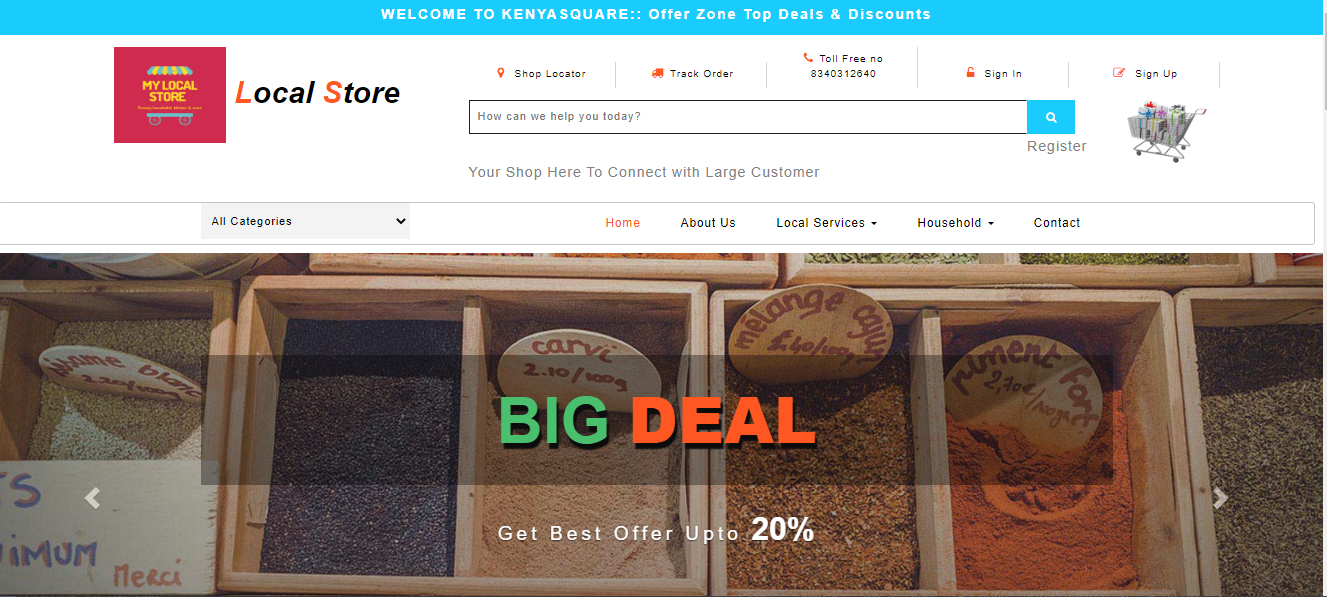 WELCOME TO KENYASQUARE:: Offer Zone Top Deals & Discounts
MY LOCAL
STORE
Local Store
Shop Locator
Track Order
Toll Free no
8340312640
Sign In
Sign Up
How can we help you today?
Register
Your Shop Here To Connect with Large Customer
All Categories
Home
About Us
Local Services
Household
Contact
melange cajun
carvi
2.10/100g
piment fort
2,70€/100g
BIG DEAL
Get Best Offer Upto 20%
Merci